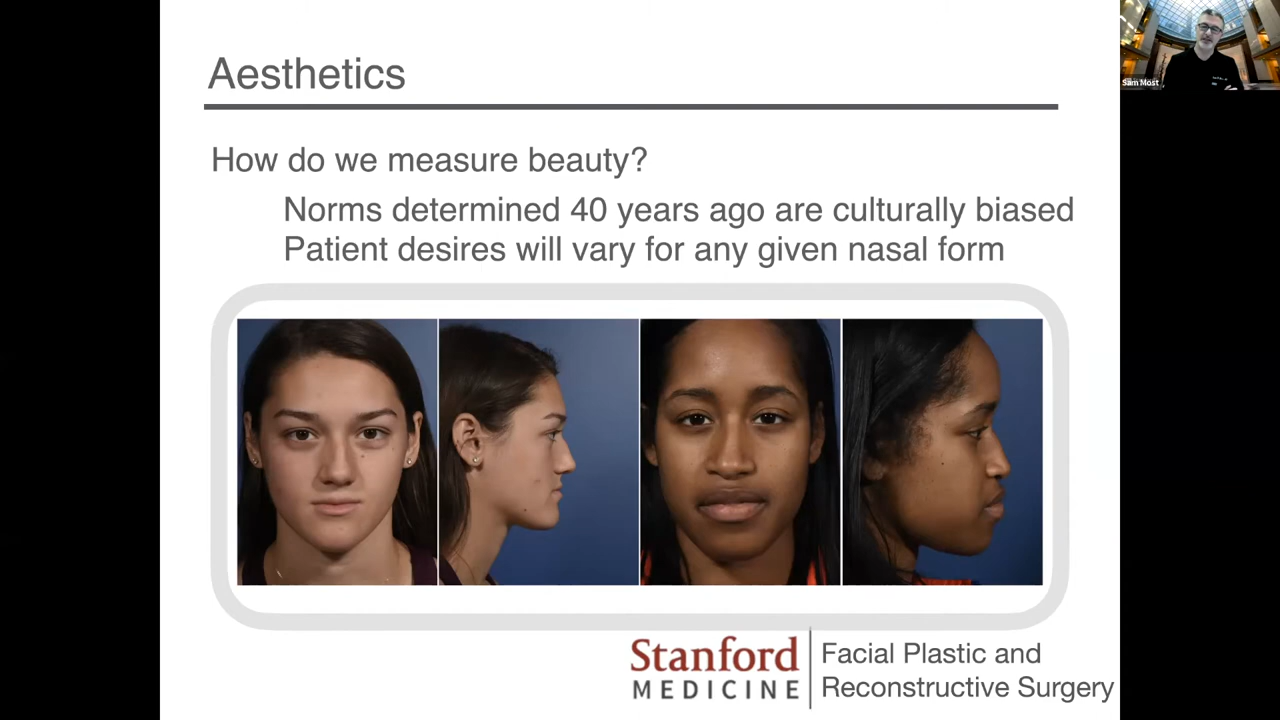 Aesthetics
Sam Most
How do we measure beauty?
Norms determined 40 years ago are culturally biased
Patient desires will vary for any given nasal form
Stanford
MEDICINE
Facial Plastic and
Reconstructive Surgery